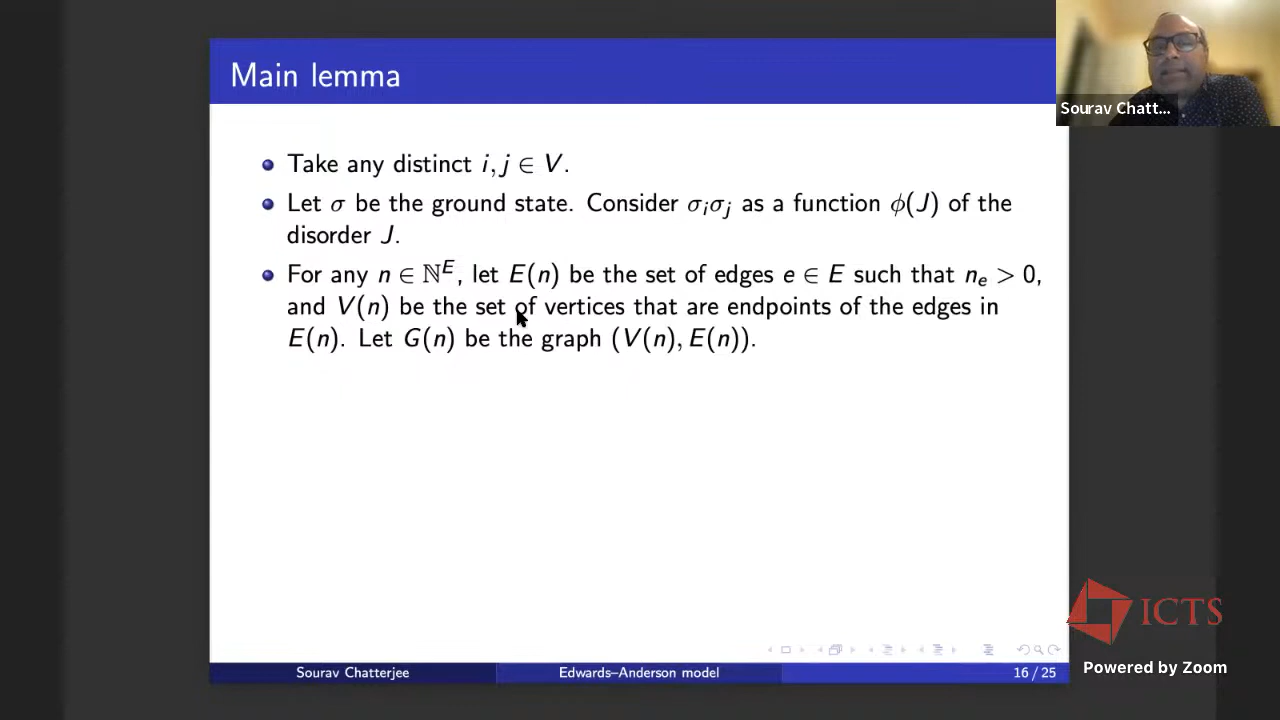 Main lemma
Sourav Chatt...
Take any distinct i, j ∈ V.
Let σ be the ground state. Consider σᵢσⱼ as a function ϕ(J) of the
disorder J.
For any n ∈ ℕᴱ, let E(n) be the set of edges e ∈ E such that nₑ > 0,
and V(n) be the set of vertices that are endpoints of the edges in
E(n). Let G(n) be the graph (V(n), E(n)).
ICTS
Powered by Zoom
Sourav Chatterjee
Edwards–Anderson model
16 / 25